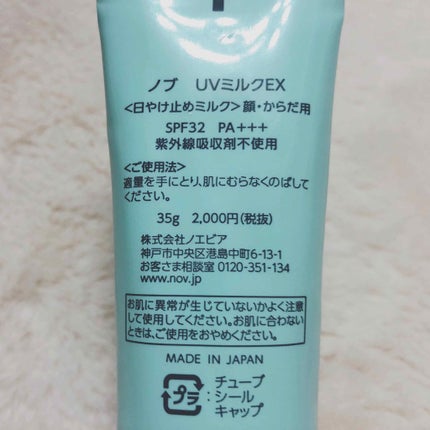 ノブ UVミルクEX
<日やけ止めミルク>顔・からだ用
SPF32 PA+++
紫外線吸収剤不使用
<ご使用法>
適量を手にとり、肌にむらなくのばして
ください。
35g 2,000円(税抜)
株式会社ノエビア
神戸市中央区港島中町6-13-1
お客さま相談室 0120-351-134
www.nov.jp
お肌に異常が生じていないかよく注意
して使用してください。お肌に合わない
ときは、ご使用をおやめください。
MADE IN JAPAN
プラ
チューブ
:シール
キャップ